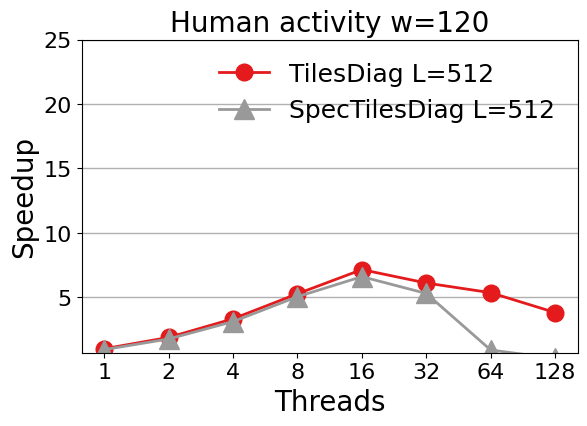 Human activity w=120
25
20
15
10
5
Speedup
TilesDiag L=512
SpecTilesDiag L=512
1 2 4 8 16 32 64 128
Threads